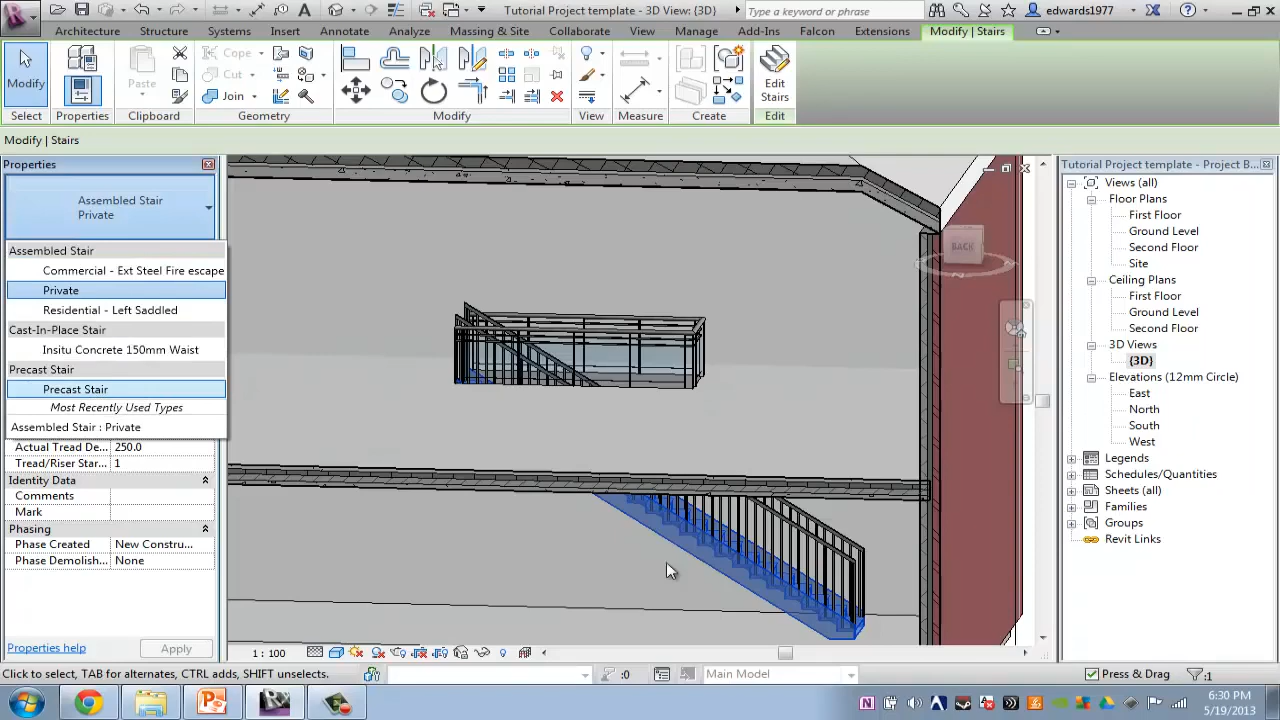 Tutorial Project template - 3D View: {3D}
Type a keyword or phrase
edwards1977
Architecture Structure Systems Insert Annotate Analyze Massing & Site Collaborate View Manage Add-Ins Falcon Extensions Modify | Stairs
Modify
Paste
Cope
Cut
Join
Edit
Stairs
Select Properties Clipboard Geometry Modify View Measure Create Edit
Modify | Stairs
Properties
Assembled Stair
Private
Assembled Stair
Commercial - Ext Steel Fire escape
Private
Residential - Left Saddled
Cast-In-Place Stair
Insitu Concrete 150mm Waist
Precast Stair
Precast Stair
Most Recently Used Types
Assembled Stair : Private
Actual Tread De... 250.0
Tread/Riser Star... 1
Identity Data
Comments
Mark
Phasing
Phase Created New Constru...
Phase Demolish... None
Properties help
Apply
BACK
1 : 100
Tutorial Project template - Project B...
Views (all)
Floor Plans
First Floor
Ground Level
Second Floor
Site
Ceiling Plans
First Floor
Ground Level
Second Floor
3D Views
{3D}
Elevations (12mm Circle)
East
North
South
West
Legends
Schedules/Quantities
Sheets (all)
Families
Groups
Revit Links
Click to select, TAB for alternates, CTRL adds, SHIFT unselects.
:0
Main Model
Press & Drag
:1
6:30 PM
5/19/2013